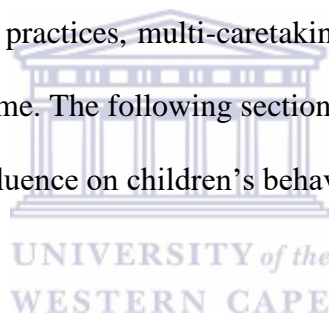 practices, multi-caretakin
me. The following section
luence on children's behav
UNIVERSITY of the
WESTERN CAPE